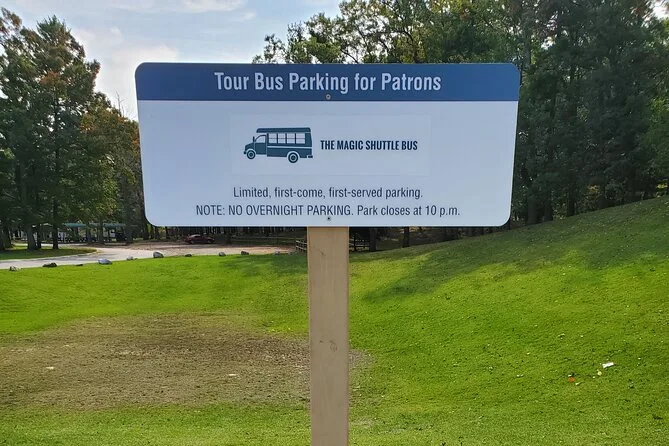 Tour Bus Parking for Patrons
THE MAGIC SHUTTLE BUS
Limited, first-come, first-served parking.
NOTE: NO OVERNIGHT PARKING. Park closes at 10 p.m.